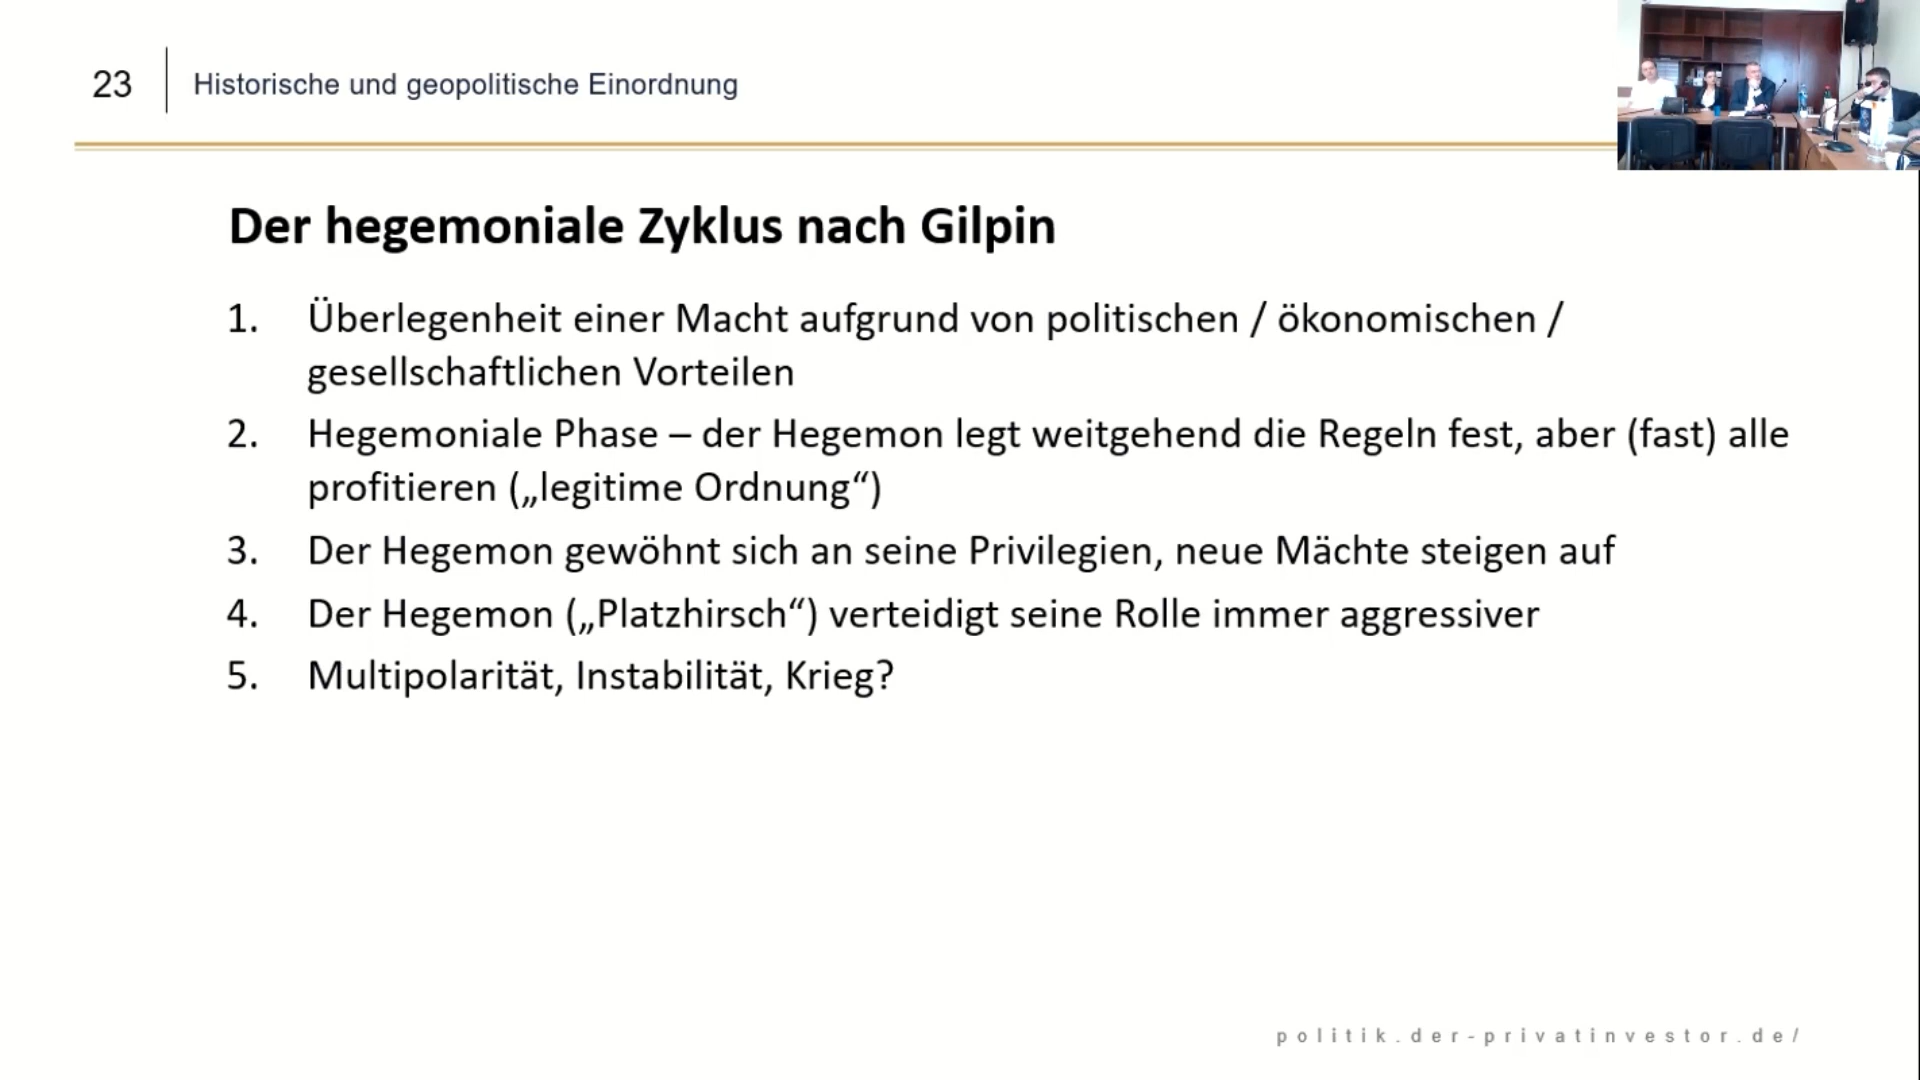 23
Historische und geopolitische Einordnung
Der hegemoniale Zyklus nach Gilpin
1. Überlegenheit einer Macht aufgrund von politischen / ökonomischen /
gesellschaftlichen Vorteilen
2. Hegemoniale Phase – der Hegemon legt weitgehend die Regeln fest, aber (fast) alle
profitieren („legitime Ordnung“)
3. Der Hegemon gewöhnt sich an seine Privilegien, neue Mächte steigen auf
4. Der Hegemon („Platzhirsch“) verteidigt seine Rolle immer aggressiver
5. Multipolarität, Instabilität, Krieg?
politik.der-privatinvestor.de/